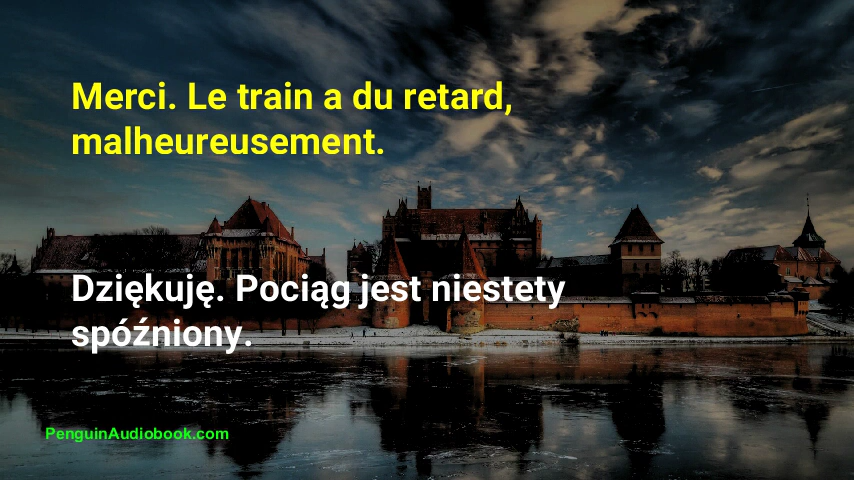 Merci. Le train a du retard,
malheureusement.
Dziękuję. Pociąg jest niestety
spóźniony.
PenguinAudiobook.com